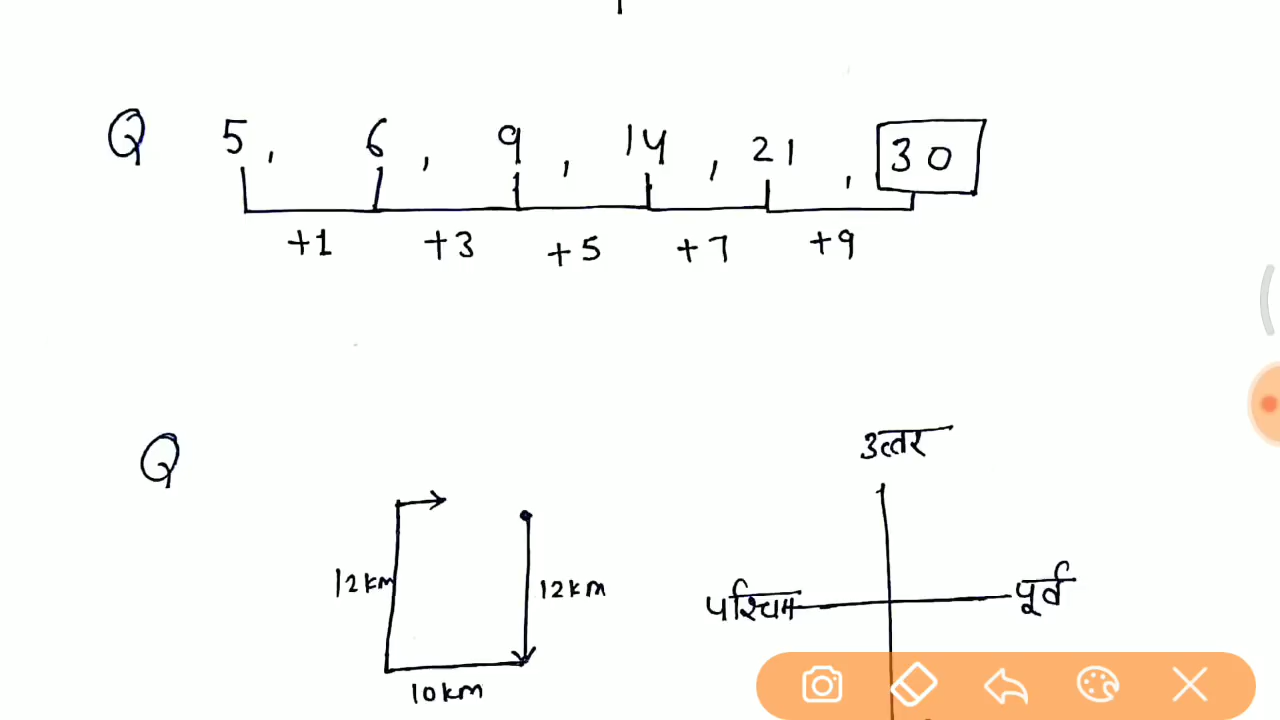 Q 5, 6, 9, 14, 21, 30
+1 +3 +5 +7 +9
Q
उत्तर
12km 12km
पश्चिम पूर्व
10km